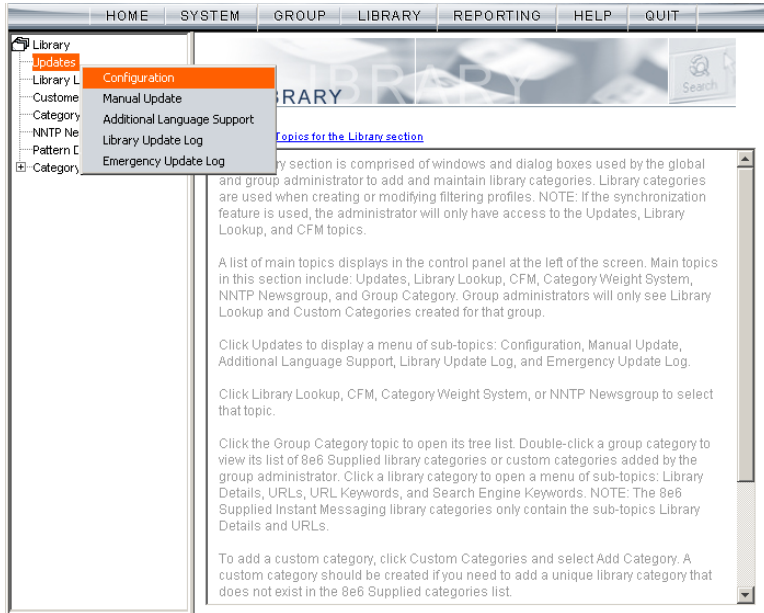 HOME SYSTEM GROUP LIBRARY REPORTING HELP QUIT
Library
Updates
Configuration
Manual Update
Additional Language Support
Library Update Log
Emergency Update Log
Library L
Custome
Category
NNTP Ne
Pattern D
Category
BRARY
Search
Topics for the Library section
ry section is comprised of windows and dialog boxes used by the global
and group administrator to add and maintain library categories. Library categories
are used when creating or modifying filtering profiles. NOTE: If the synchronization
feature is used, the administrator will only have access to the Updates, Library
Lookup, and CFM topics.
A list of main topics displays in the control panel at the left of the screen. Main topics
in this section include: Updates, Library Lookup, CFM, Category Weight System,
NNTP Newsgroup, and Group Category. Group administrators will only see Library
Lookup and Custom Categories created for that group.
Click Updates to display a menu of sub-topics: Configuration, Manual Update,
Additional Language Support, Library Update Log, and Emergency Update Log.
Click Library Lookup, CFM, Category Weight System, or NNTP Newsgroup to select
that topic.
Click the Group Category topic to open its tree list. Double-click a group category to
view its list of 8e6 Supplied library categories or custom categories added by the
group administrator. Click a library category to open a menu of sub-topics: Library
Details, URLs, URL Keywords, and Search Engine Keywords. NOTE: The 8e6
Supplied Instant Messaging library categories only contain the sub-topics Library
Details and URLs.
To add a custom category, click Custom Categories and select Add Category. A
custom category should be created if you need to add a unique library category that
does not exist in the 8e6 Supplied categories list.